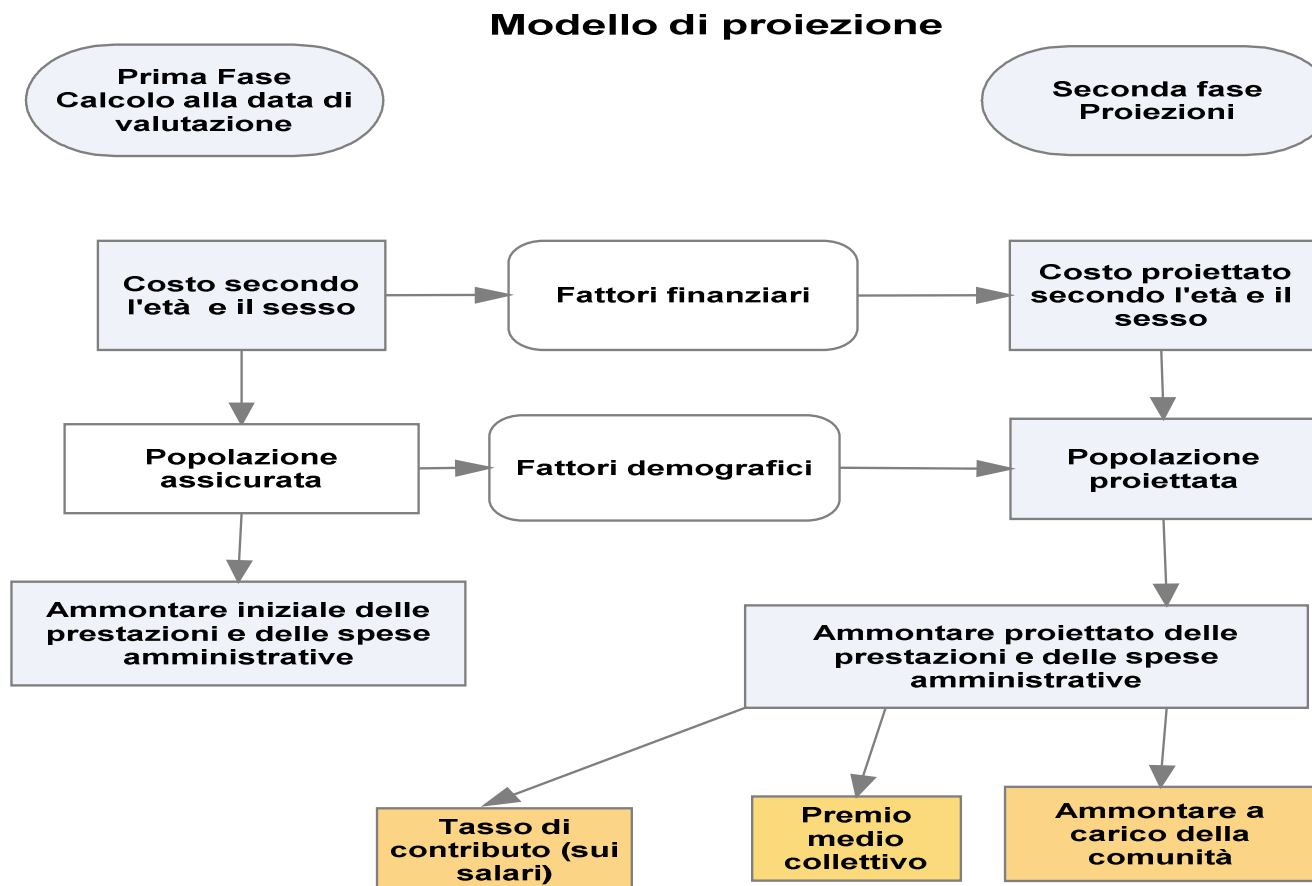 Modello di proiezione
Prima Fase
Calcolo alla data di
valutazione
Seconda fase
Proiezioni
Costo secondo
l'età e il sesso
Fattori finanziari
Costo proiettato
secondo l'età e il
sesso
Popolazione
assicurata
Fattori demografici
Popolazione
proiettata
Ammontare iniziale delle
prestazioni e delle spese
amministrative
Ammontare proiettato delle
prestazioni e delle spese
amministrative
Tasso di
contributo (sui
salari)
Premio
medio
collettivo
Ammontare a
carico della
comunità